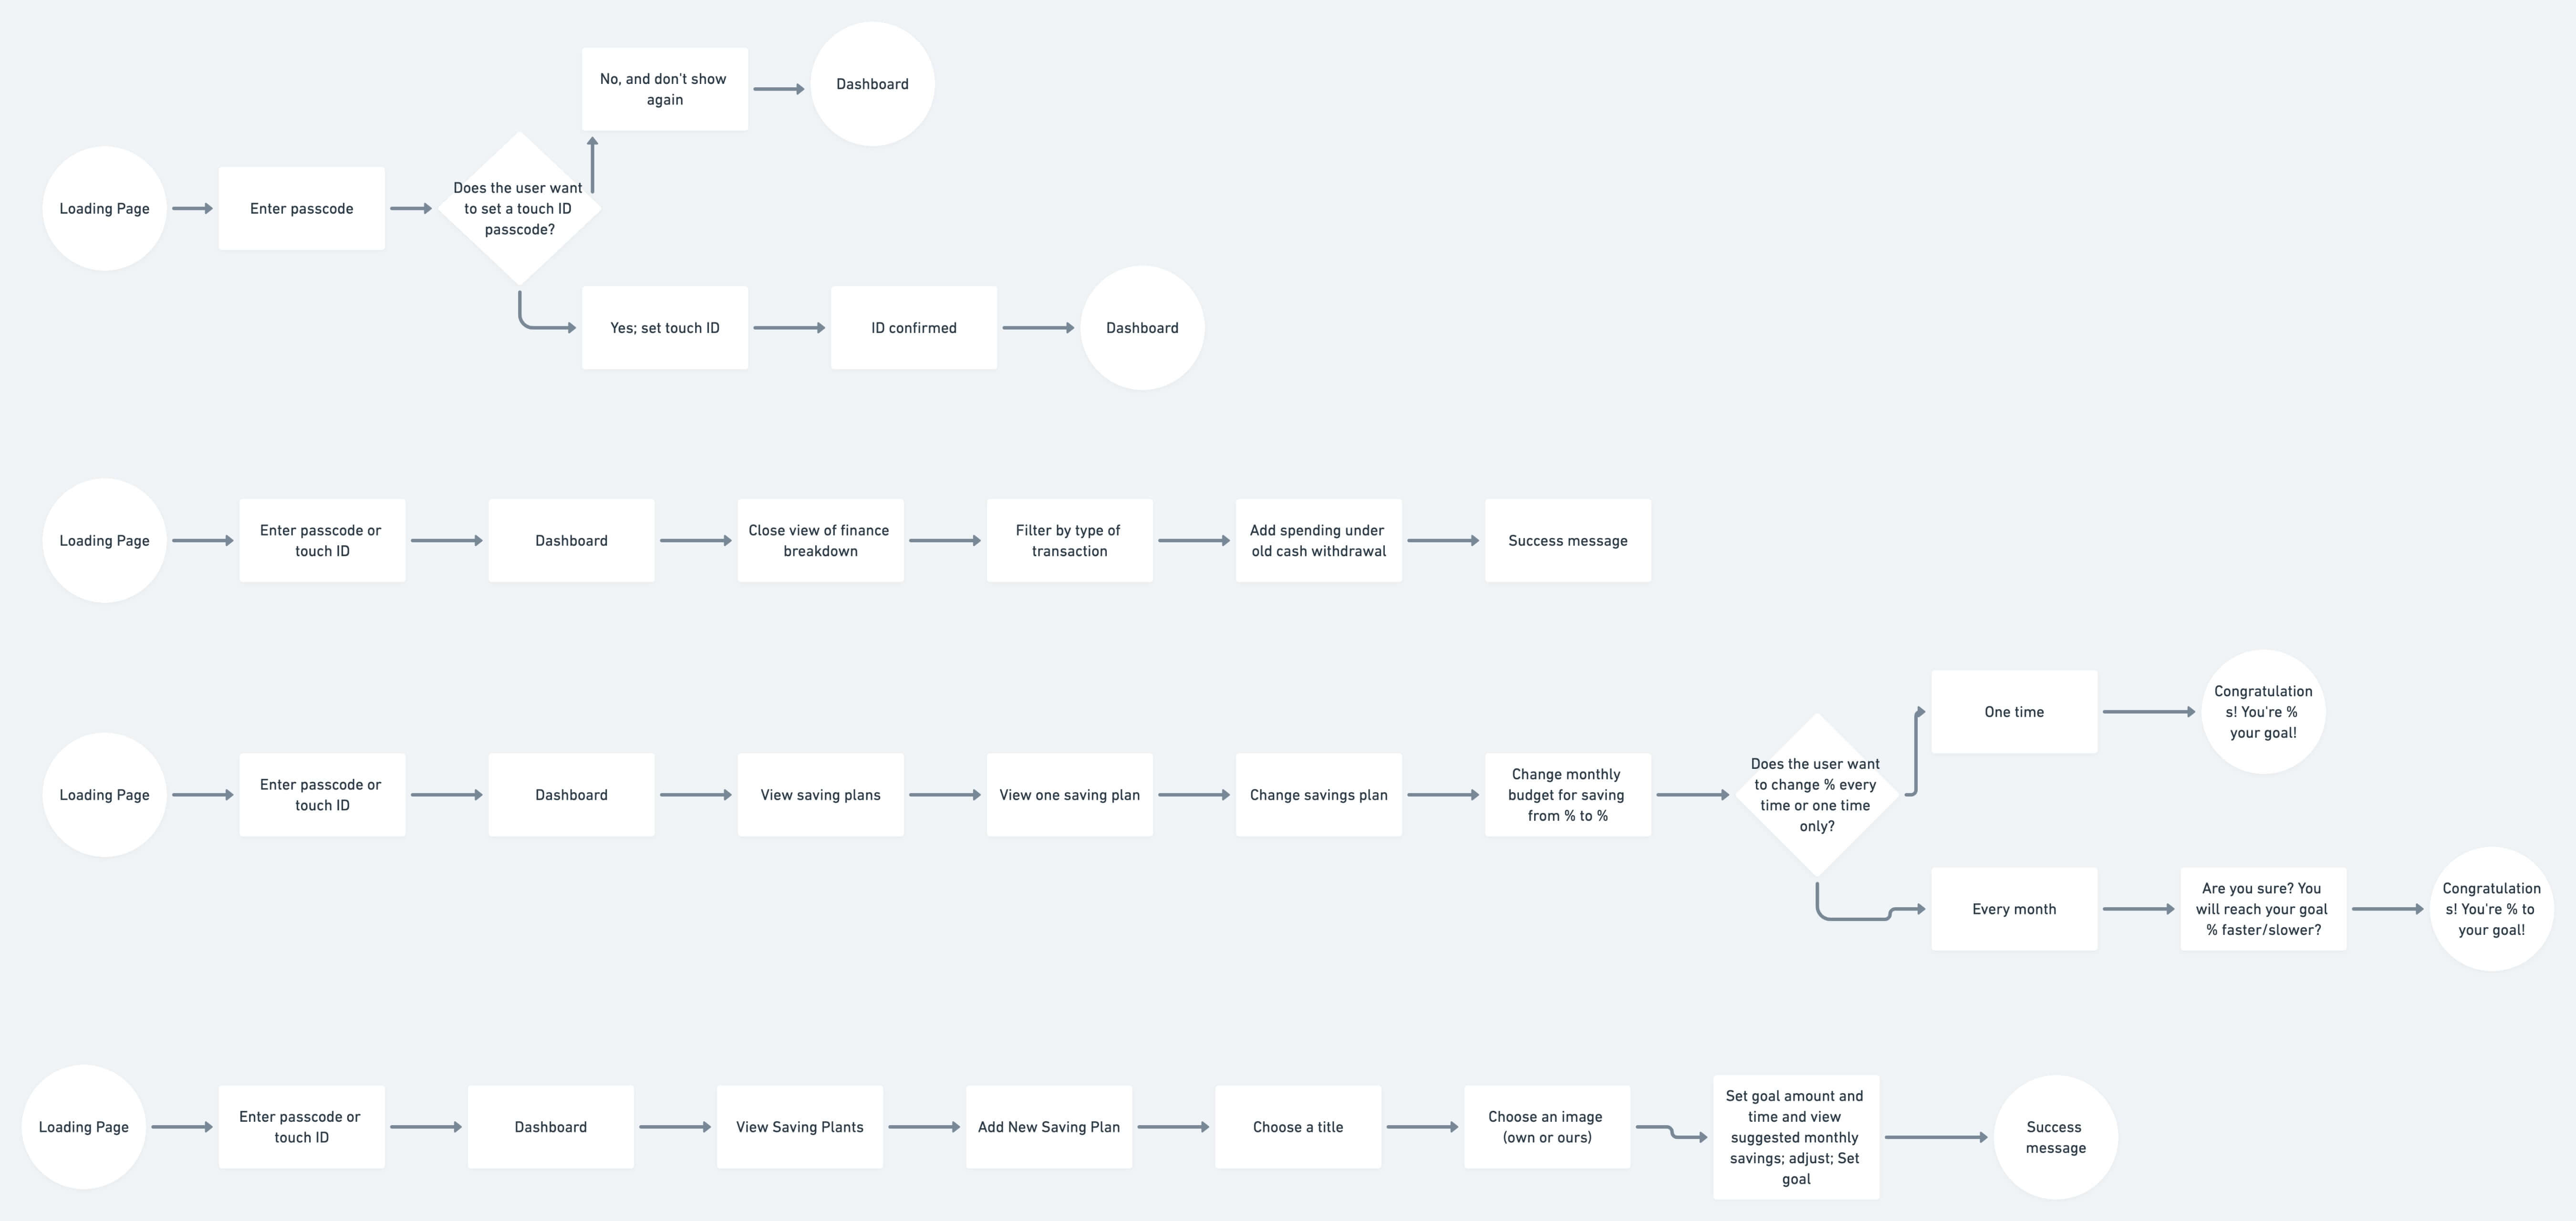 No, and don't show
again
Dashboard
Loading Page
Enter passcode
Does the user want
to set a touch ID
passcode?
Yes; set touch ID
ID confirmed
Dashboard
Loading Page
Enter passcode or
touch ID
Dashboard
Close view of finance
breakdown
Filter by type of
transaction
Add spending under
old cash withdrawal
Success message
Loading Page
Enter passcode or
touch ID
Dashboard
View saving plans
View one saving plan
Change savings plan
Change monthly
budget for saving
from % to %
Does the user want
to change % every
time or one time
only?
One time
Congratulation
s! You're %
your goal!
Every month
Are you sure? You
will reach your goal
% faster/slower?
Congratulation
s! You're % to
your goal!
Loading Page
Enter passcode or
touch ID
Dashboard
View Saving Plants
Add New Saving Plan
Choose a title
Choose an image
(own or ours)
Set goal amount and
time and view
suggested monthly
savings; adjust; Set
goal
Success
message